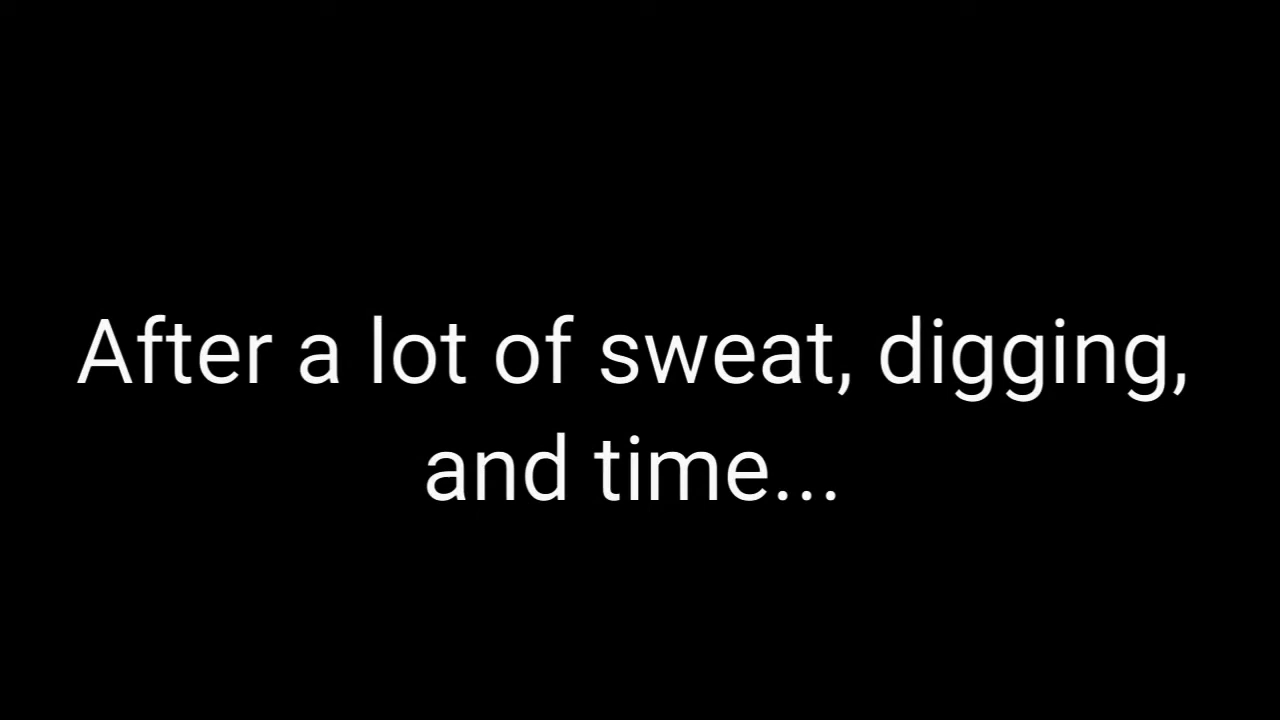 After a lot of sweat, digging,
and time...